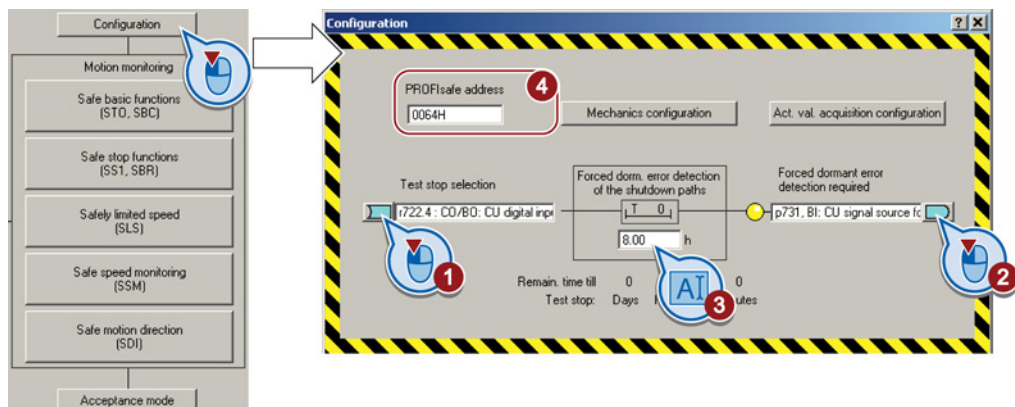 Configuration
Motion monitoring
Safe basic functions
(STO, SBC)
Safe stop functions
(SS1, SBR)
Safely limited speed
(SLS)
Safe speed monitoring
(SSM)
Safe motion direction
(SDI)
Acceptance mode
Configuration
? X
PROFIsafe address
4
0064H
Mechanics configuration
Act. val. acquisition configuration
Test stop selection
Forced dorm. error detection
of the shutdown paths
Forced dormant error
detection required
r722.4 : CO/BO: CU digital inp
T 0
p731, BI: CU signal source fo
8.00 h
1
AI
3
2
Remain. time till 0 0
Test stop: Days utes